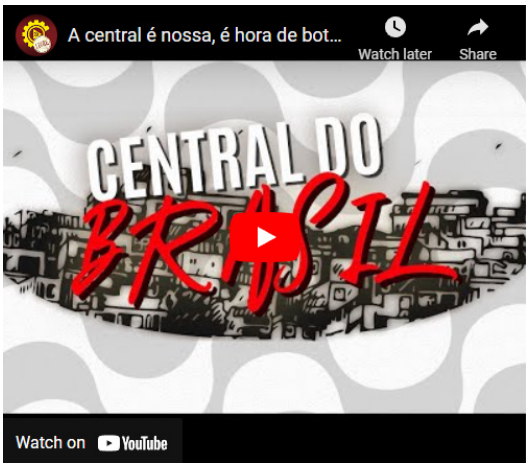 A central é nossa, é hora de bot...
Watch later
Share
CENTRAL DO
BRASIL
Watch on YouTube